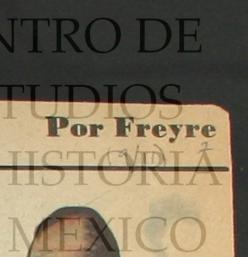 NTRO DE
TUDIOS
Por Freyre
HISTORIA
MEXICO